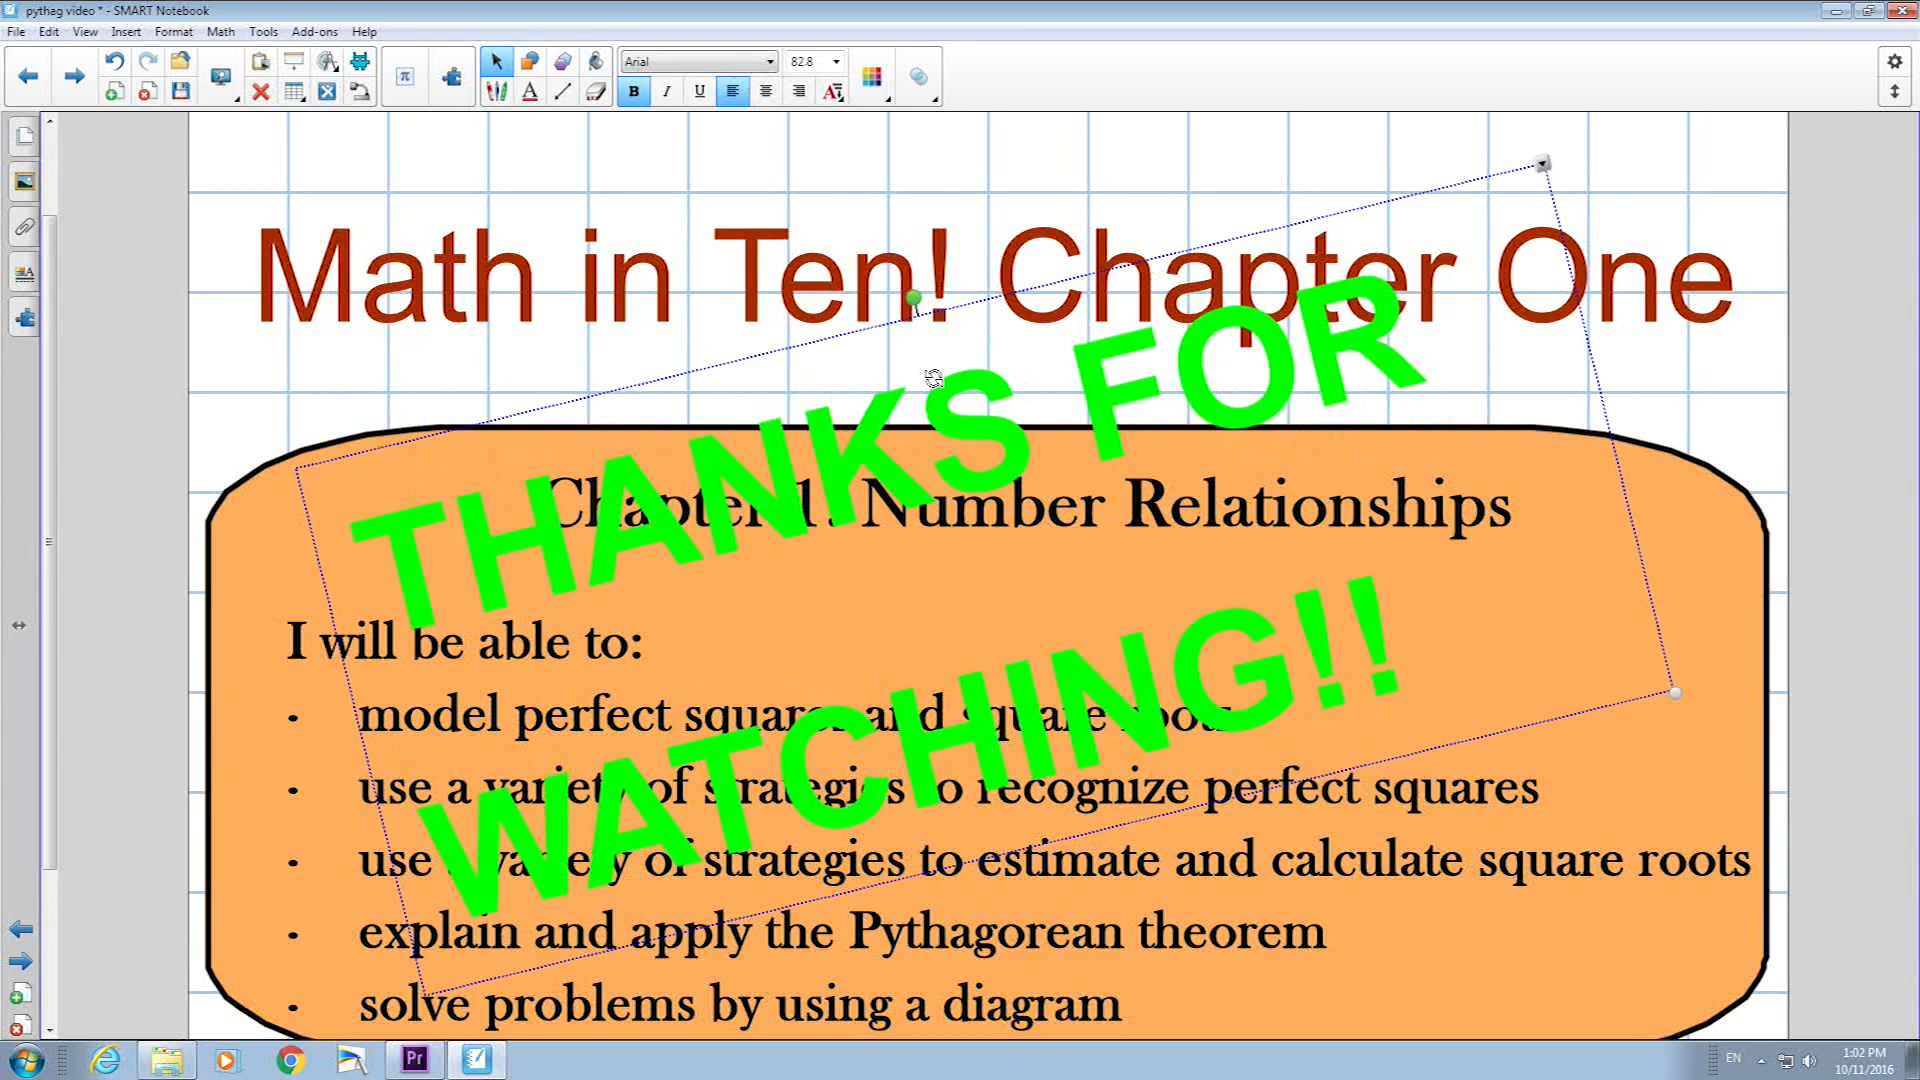 pythag video * - SMART Notebook
File Edit View Insert Format Math Tools Add-ons Help
Arial 82.8
B I U A
Math in Ten! Chapter One
THANKS FOR
WATCHING!!
Chapter 1: Number Relationships
I will be able to:
• model perfect squares and square roots
• use a variety of strategies to recognize perfect squares
• use a variety of strategies to estimate and calculate square roots
• explain and apply the Pythagorean theorem
• solve problems by using a diagram
Pr
EN
1:02 PM
10/11/2016